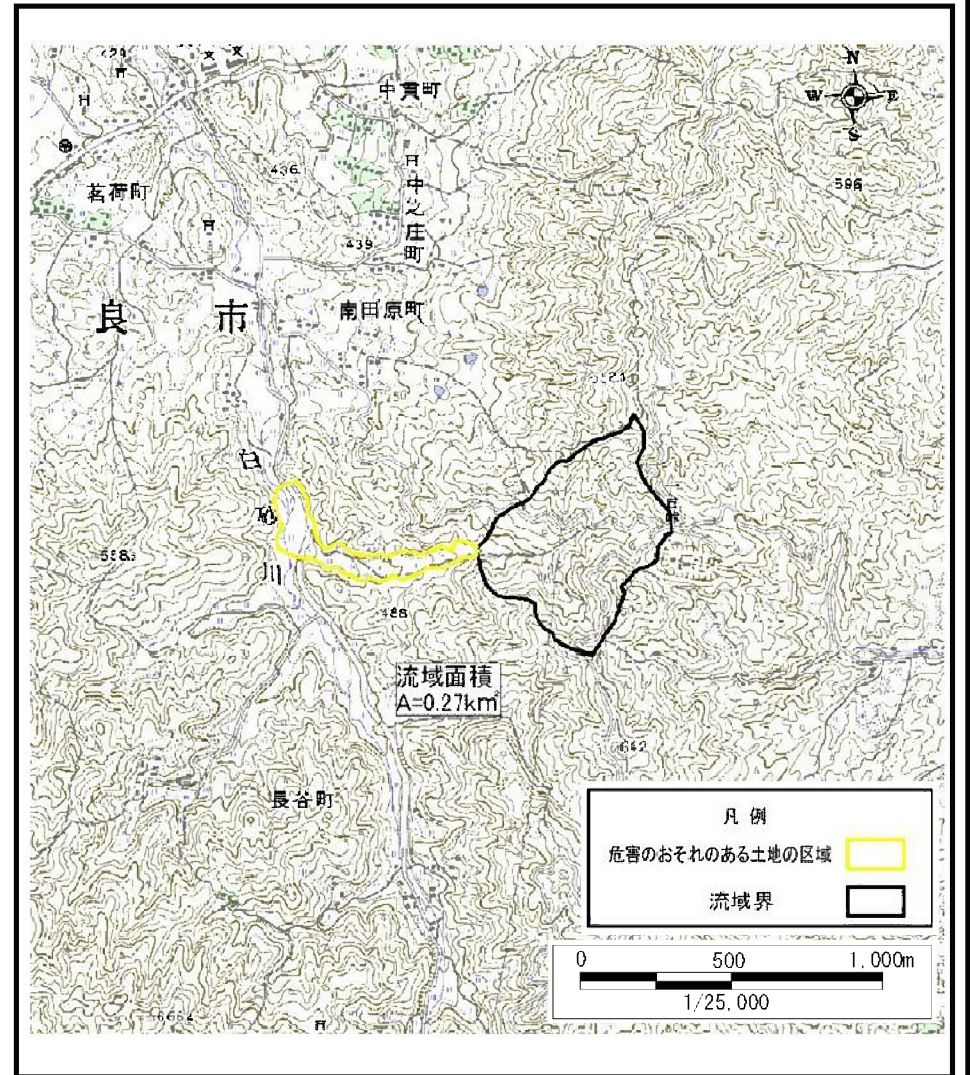 中貫町
N
W E
S
436
596
茗荷町
中之庄町
439
良市
南田原町
白砂川
488
流域面積
A=0.27km²
642
長谷町
凡例
危害のおそれのある土地の区域
流域界
0 500 1,000m
1/25,000